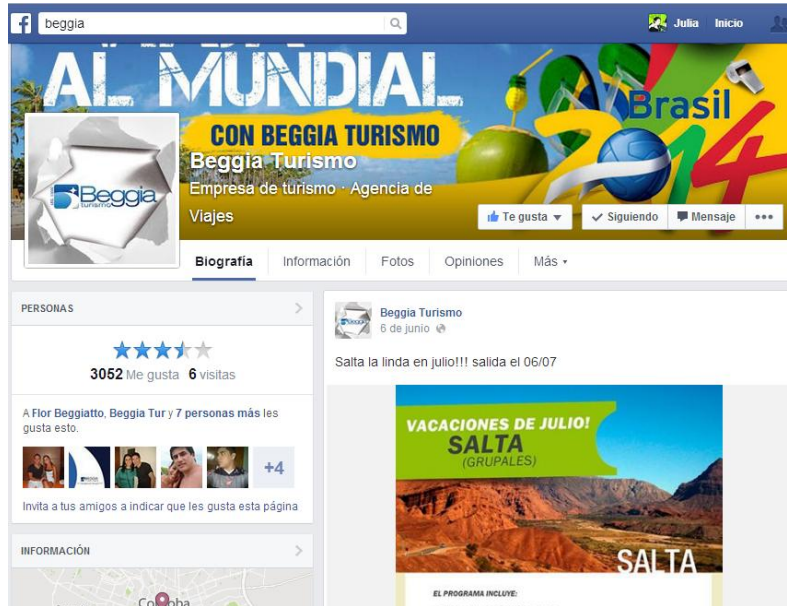 beggia
Julia Inicio
AL MUNDIAL
CON BEGGIA TURISMO
Brasil
2014
Beggia
turismo
Beggia Turismo
Empresa de turismo · Agencia de
Viajes
Te gusta
Siguiendo
Mensaje
Biografía Información Fotos Opiniones Más
PERSONAS
3052 Me gusta 6 visitas
A Flor Beggiatto, Beggia Tur y 7 personas más les
gusta esto.
+4
Invita a tus amigos a indicar que les gusta esta página
INFORMACIÓN
Beggia Turismo
6 de junio
Salta la linda en julio!!! salida el 06/07
VACACIONES DE JULIO!
SALTA
(GRUPALES)
SALTA
EL PROGRAMA INCLUYE: